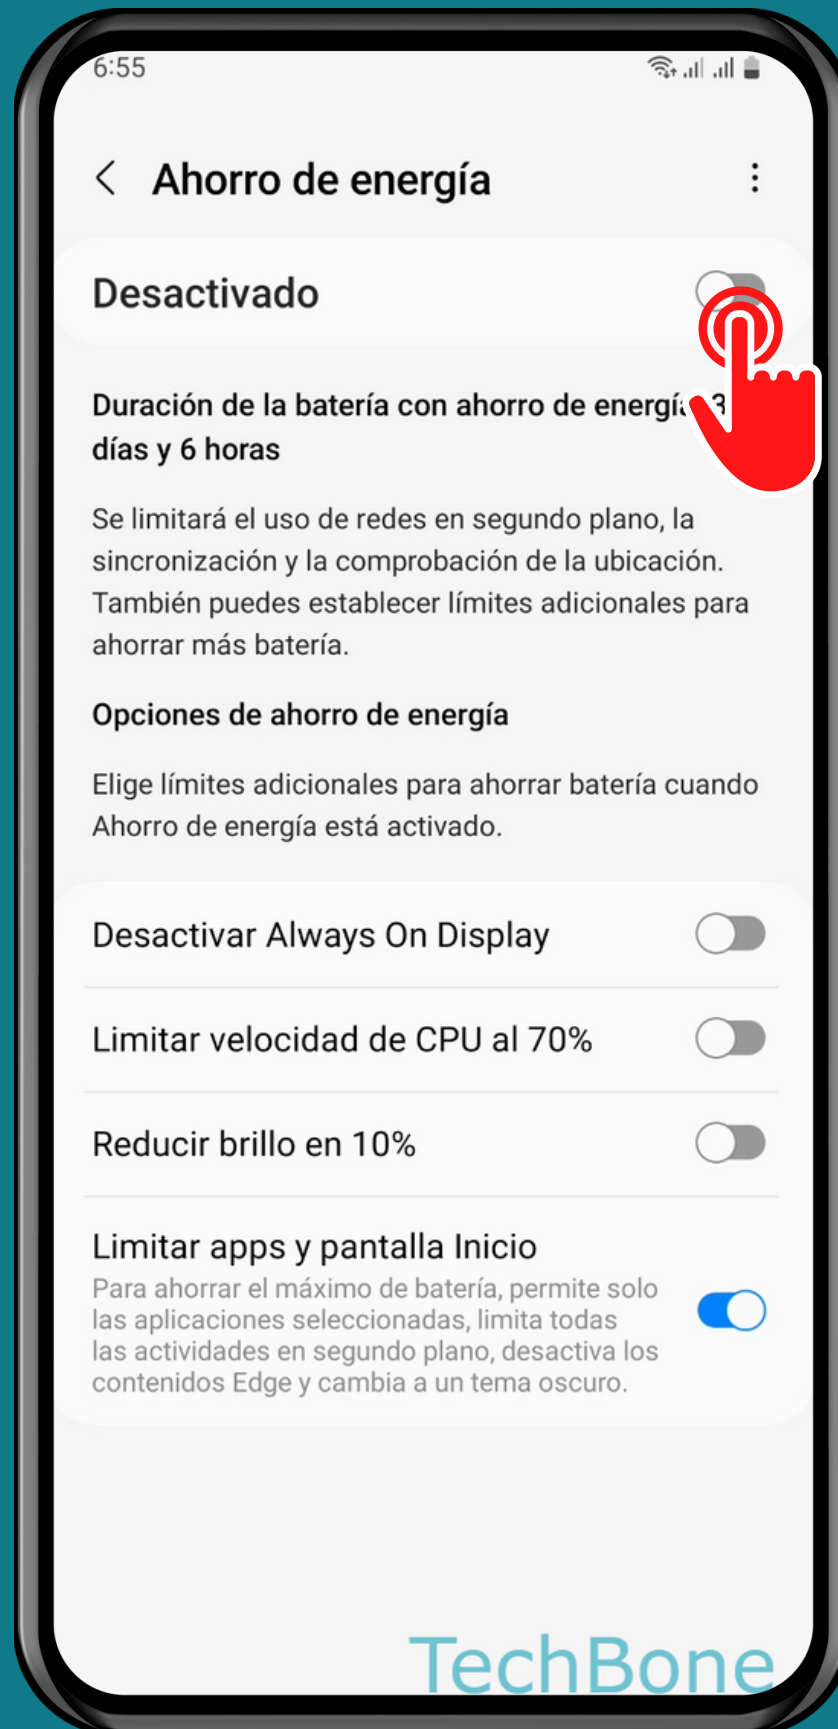 6:55
Ahorro de energía
Desactivado
Duración de la batería con ahorro de energía 3
días y 6 horas
Se limitará el uso de redes en segundo plano, la
sincronización y la comprobación de la ubicación.
También puedes establecer límites adicionales para
ahorrar más batería.
Opciones de ahorro de energía
Elige límites adicionales para ahorrar batería cuando
Ahorro de energía está activado.
Desactivar Always On Display
Limitar velocidad de CPU al 70%
Reducir brillo en 10%
Limitar apps y pantalla Inicio
Para ahorrar el máximo de batería, permite solo
las aplicaciones seleccionadas, limita todas
las actividades en segundo plano, desactiva los
contenidos Edge y cambia a un tema oscuro.
TechBone